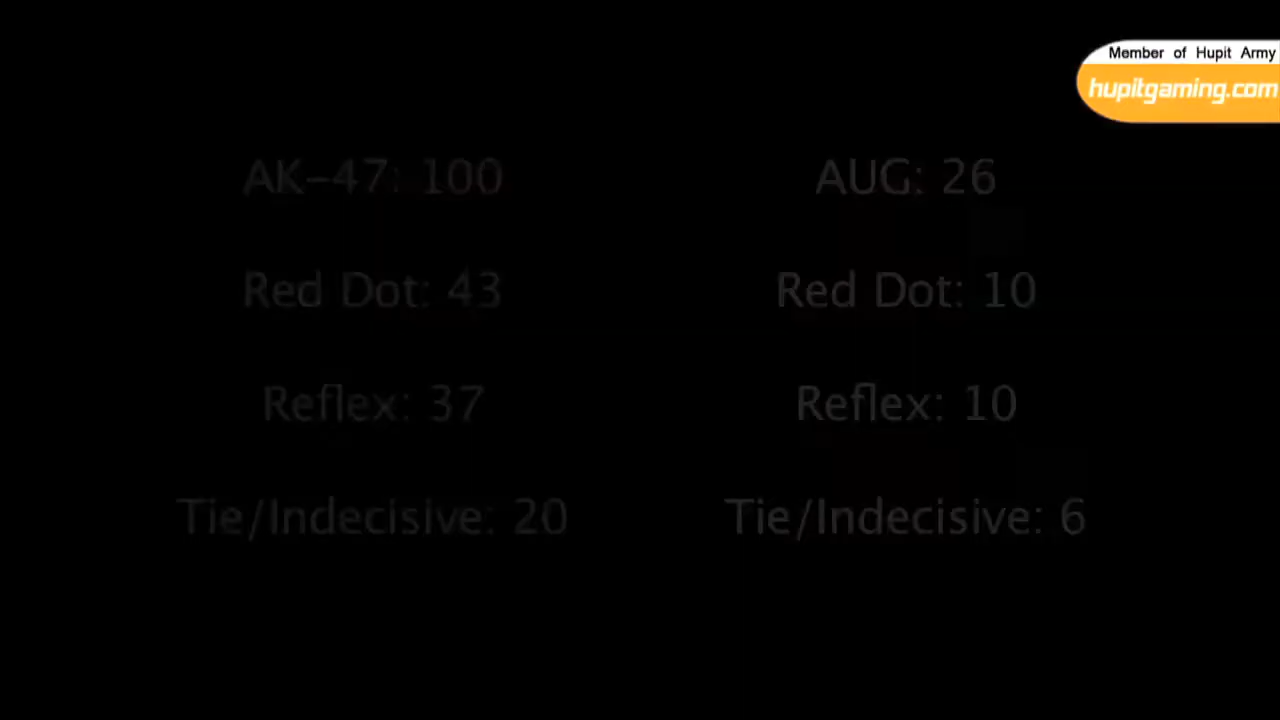 Member of Hupit Army
hupitgaming.com
AK-47: 100
Red Dot: 43
Reflex: 37
Tie/Indecisive: 20
AUG: 26
Red Dot: 10
Reflex: 10
Tie/Indecisive: 6